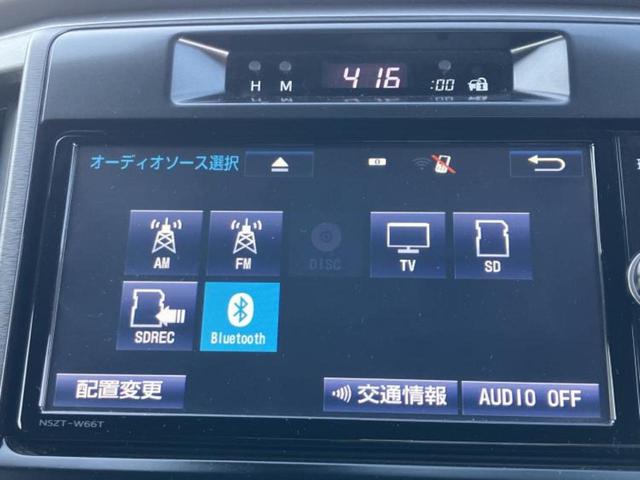 H M 4:16 :00
オーディオソース選択
AM FM DISC TV SD
SDREC Bluetooth
配置変更 交通情報 AUDIO OFF
NSZT-W66T